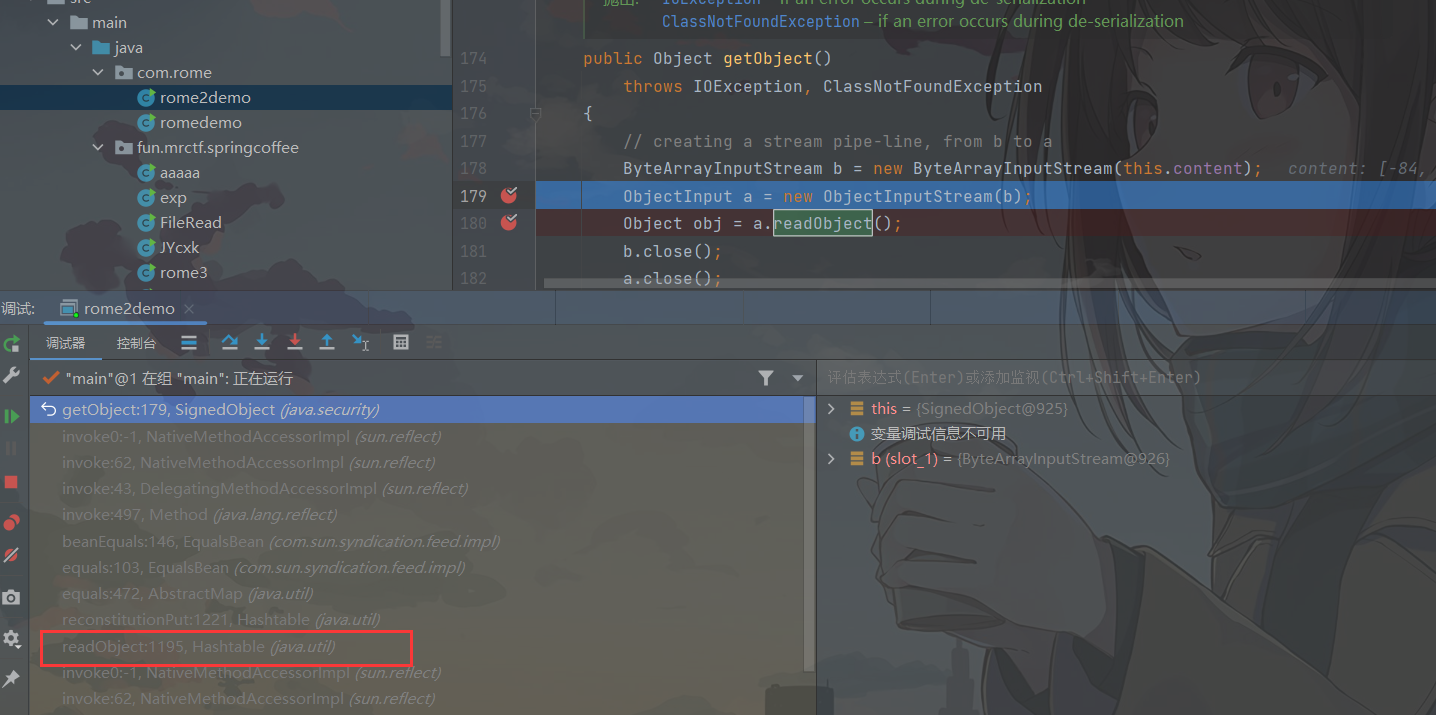 src
main
java
com.rome
rome2demo
romedemo
fun.mrctf.springcoffee
aaaaa
exp
FileRead
JYcxk
rome3
抛出: IOException – if an error occurs during de-serialization
ClassNotFoundException – if an error occurs during de-serialization
174 public Object getObject()
175 throws IOException, ClassNotFoundException
176 {
177 // creating a stream pipe-line, from b to a
178 ByteArrayInputStream b = new ByteArrayInputStream(this.content); content: [-84,
179 ObjectInput a = new ObjectInputStream(b);
180 Object obj = a.readObject();
181 b.close();
182 a.close();
调试: rome2demo
调试器 控制台
"main"@1 在组 "main": 正在运行
评估表达式(Enter)或添加监视(Ctrl+Shift+Enter)
getObject:179, SignedObject (java.security)
invoke0:-1, NativeMethodAccessorImpl (sun.reflect)
invoke:62, NativeMethodAccessorImpl (sun.reflect)
invoke:43, DelegatingMethodAccessorImpl (sun.reflect)
invoke:497, Method (java.lang.reflect)
beanEquals:146, EqualsBean (com.sun.syndication.feed.impl)
equals:103, EqualsBean (com.sun.syndication.feed.impl)
equals:472, AbstractMap (java.util)
reconstitutionPut:1221, Hashtable (java.util)
readObject:1195, Hashtable (java.util)
invoke0:-1, NativeMethodAccessorImpl (sun.reflect)
invoke:62, NativeMethodAccessorImpl (sun.reflect)
this = {SignedObject@925}
变量调试信息不可用
b (slot_1) = {ByteArrayInputStream@926}